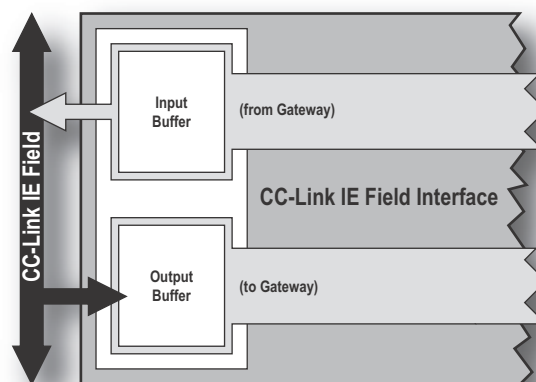 CC-Link IE Field
Input
Buffer
(from Gateway)
CC-Link IE Field Interface
Output
Buffer
(to Gateway)